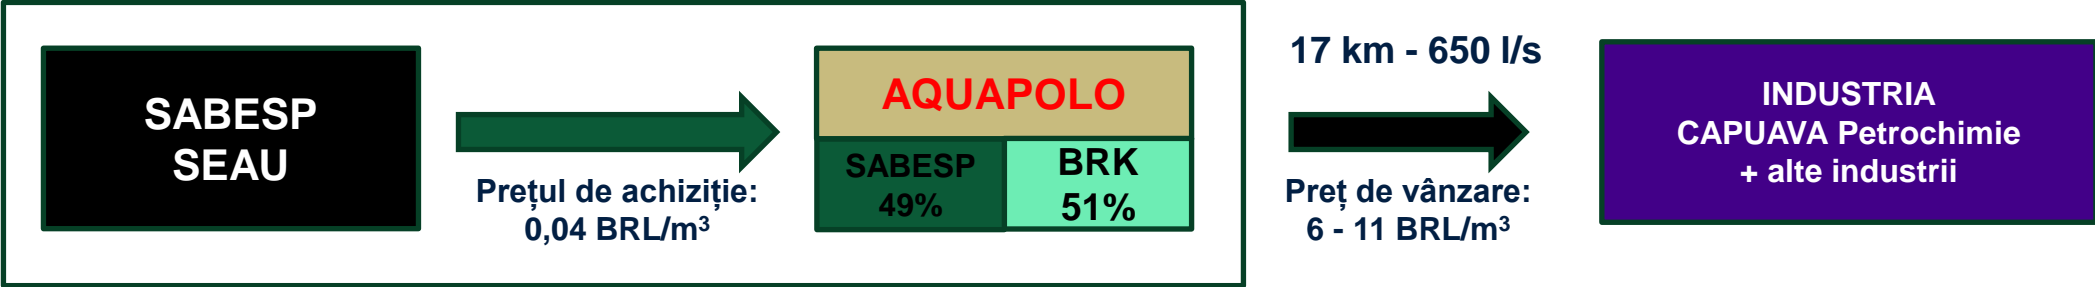 SABESP
SEAU
Prețul de achiziție:
0,04 BRL/m³
AQUAPOLO
SABESP
49%
BRK
51%
17 km - 650 l/s
Preț de vânzare:
6 - 11 BRL/m³
INDUSTRIA
CAPUAVA Petrochimie
+ alte industrii